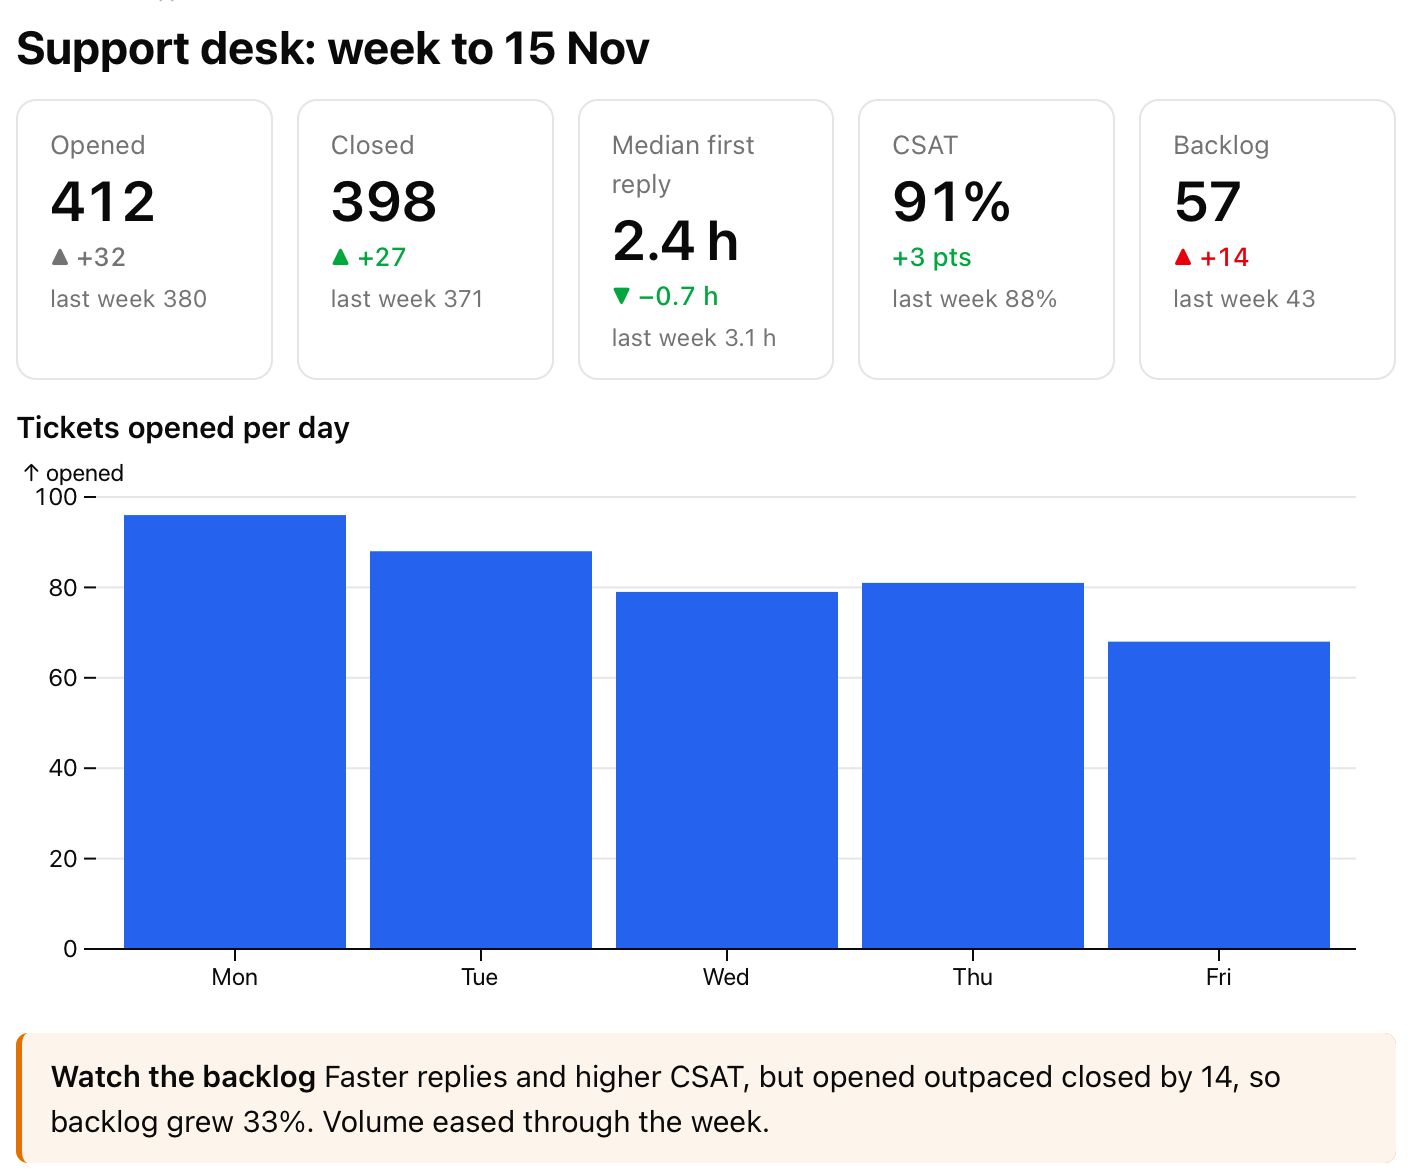 Support desk: week to 15 Nov
Opened
412
▲ +32
last week 380
Closed
398
▲ +27
last week 371
Median first
reply
2.4 h
▼ −0.7 h
last week 3.1 h
CSAT
91%
+3 pts
last week 88%
Backlog
57
▲ +14
last week 43
Tickets opened per day
↑ opened
100
80
60
40
20
0
Mon
Tue
Wed
Thu
Fri
Watch the backlog Faster replies and higher CSAT, but opened outpaced closed by 14, so
backlog grew 33%. Volume eased through the week.